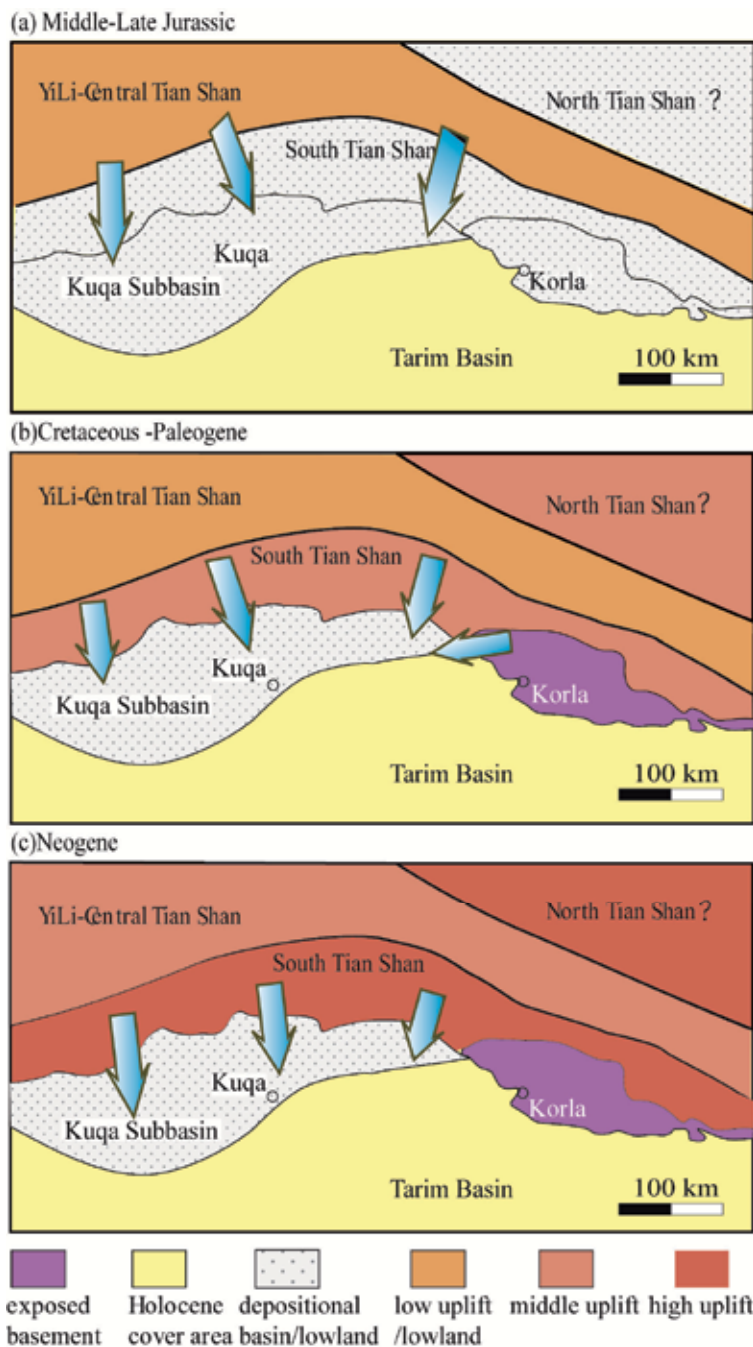 (a) Middle-Late Jurassic
YiLi-Central Tian Shan
North Tian Shan ?
South Tian Shan
Kuqa
Kuqa Subbasin
Korla
Tarim Basin
100 km
(b)Cretaceous -Paleogene
YiLi-Central Tian Shan
North Tian Shan?
South Tian Shan
Kuqa
Kuqa Subbasin
Korla
Tarim Basin
100 km
(c)Neogene
YiLi-Central Tian Shan
North Tian Shan?
South Tian Shan
Kuqa
Korla
Kuqa Subbasin
Tarim Basin
100 km
exposed
basement
Holocene
cover area
depositional
basin/lowland
low uplift
/lowland
middle uplift
high uplift